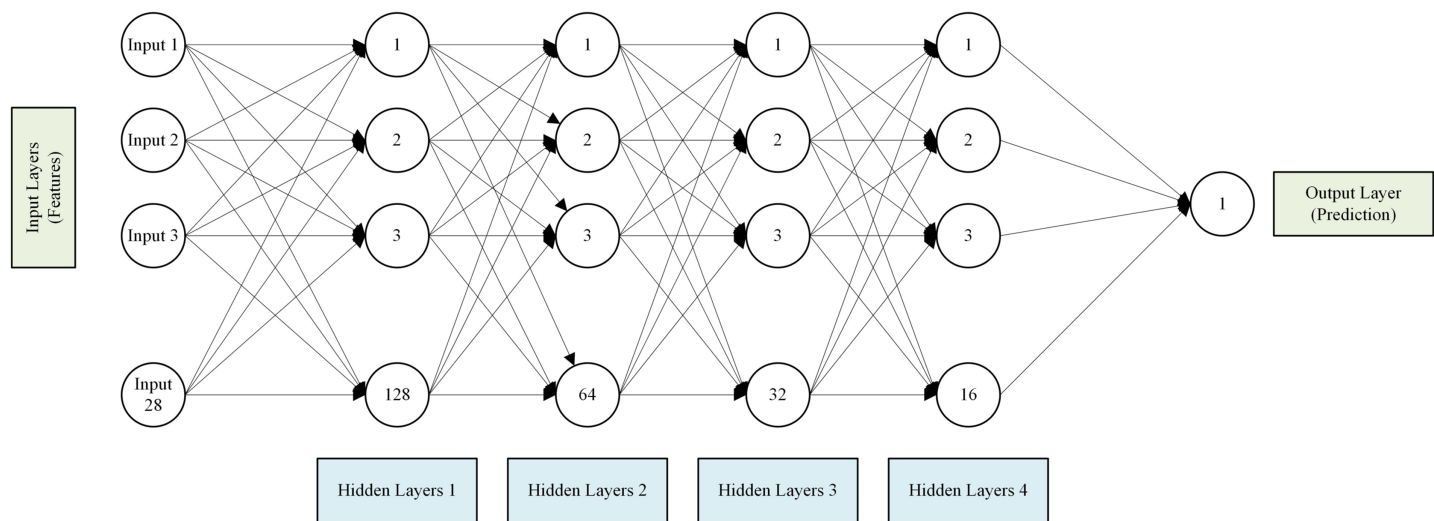 Input Layers
(Features)
Input 1
Input 2
Input 3
Input
28
1
2
3
128
Hidden Layers 1
1
2
3
64
Hidden Layers 2
1
2
3
32
Hidden Layers 3
1
2
3
16
Hidden Layers 4
1
Output Layer
(Prediction)